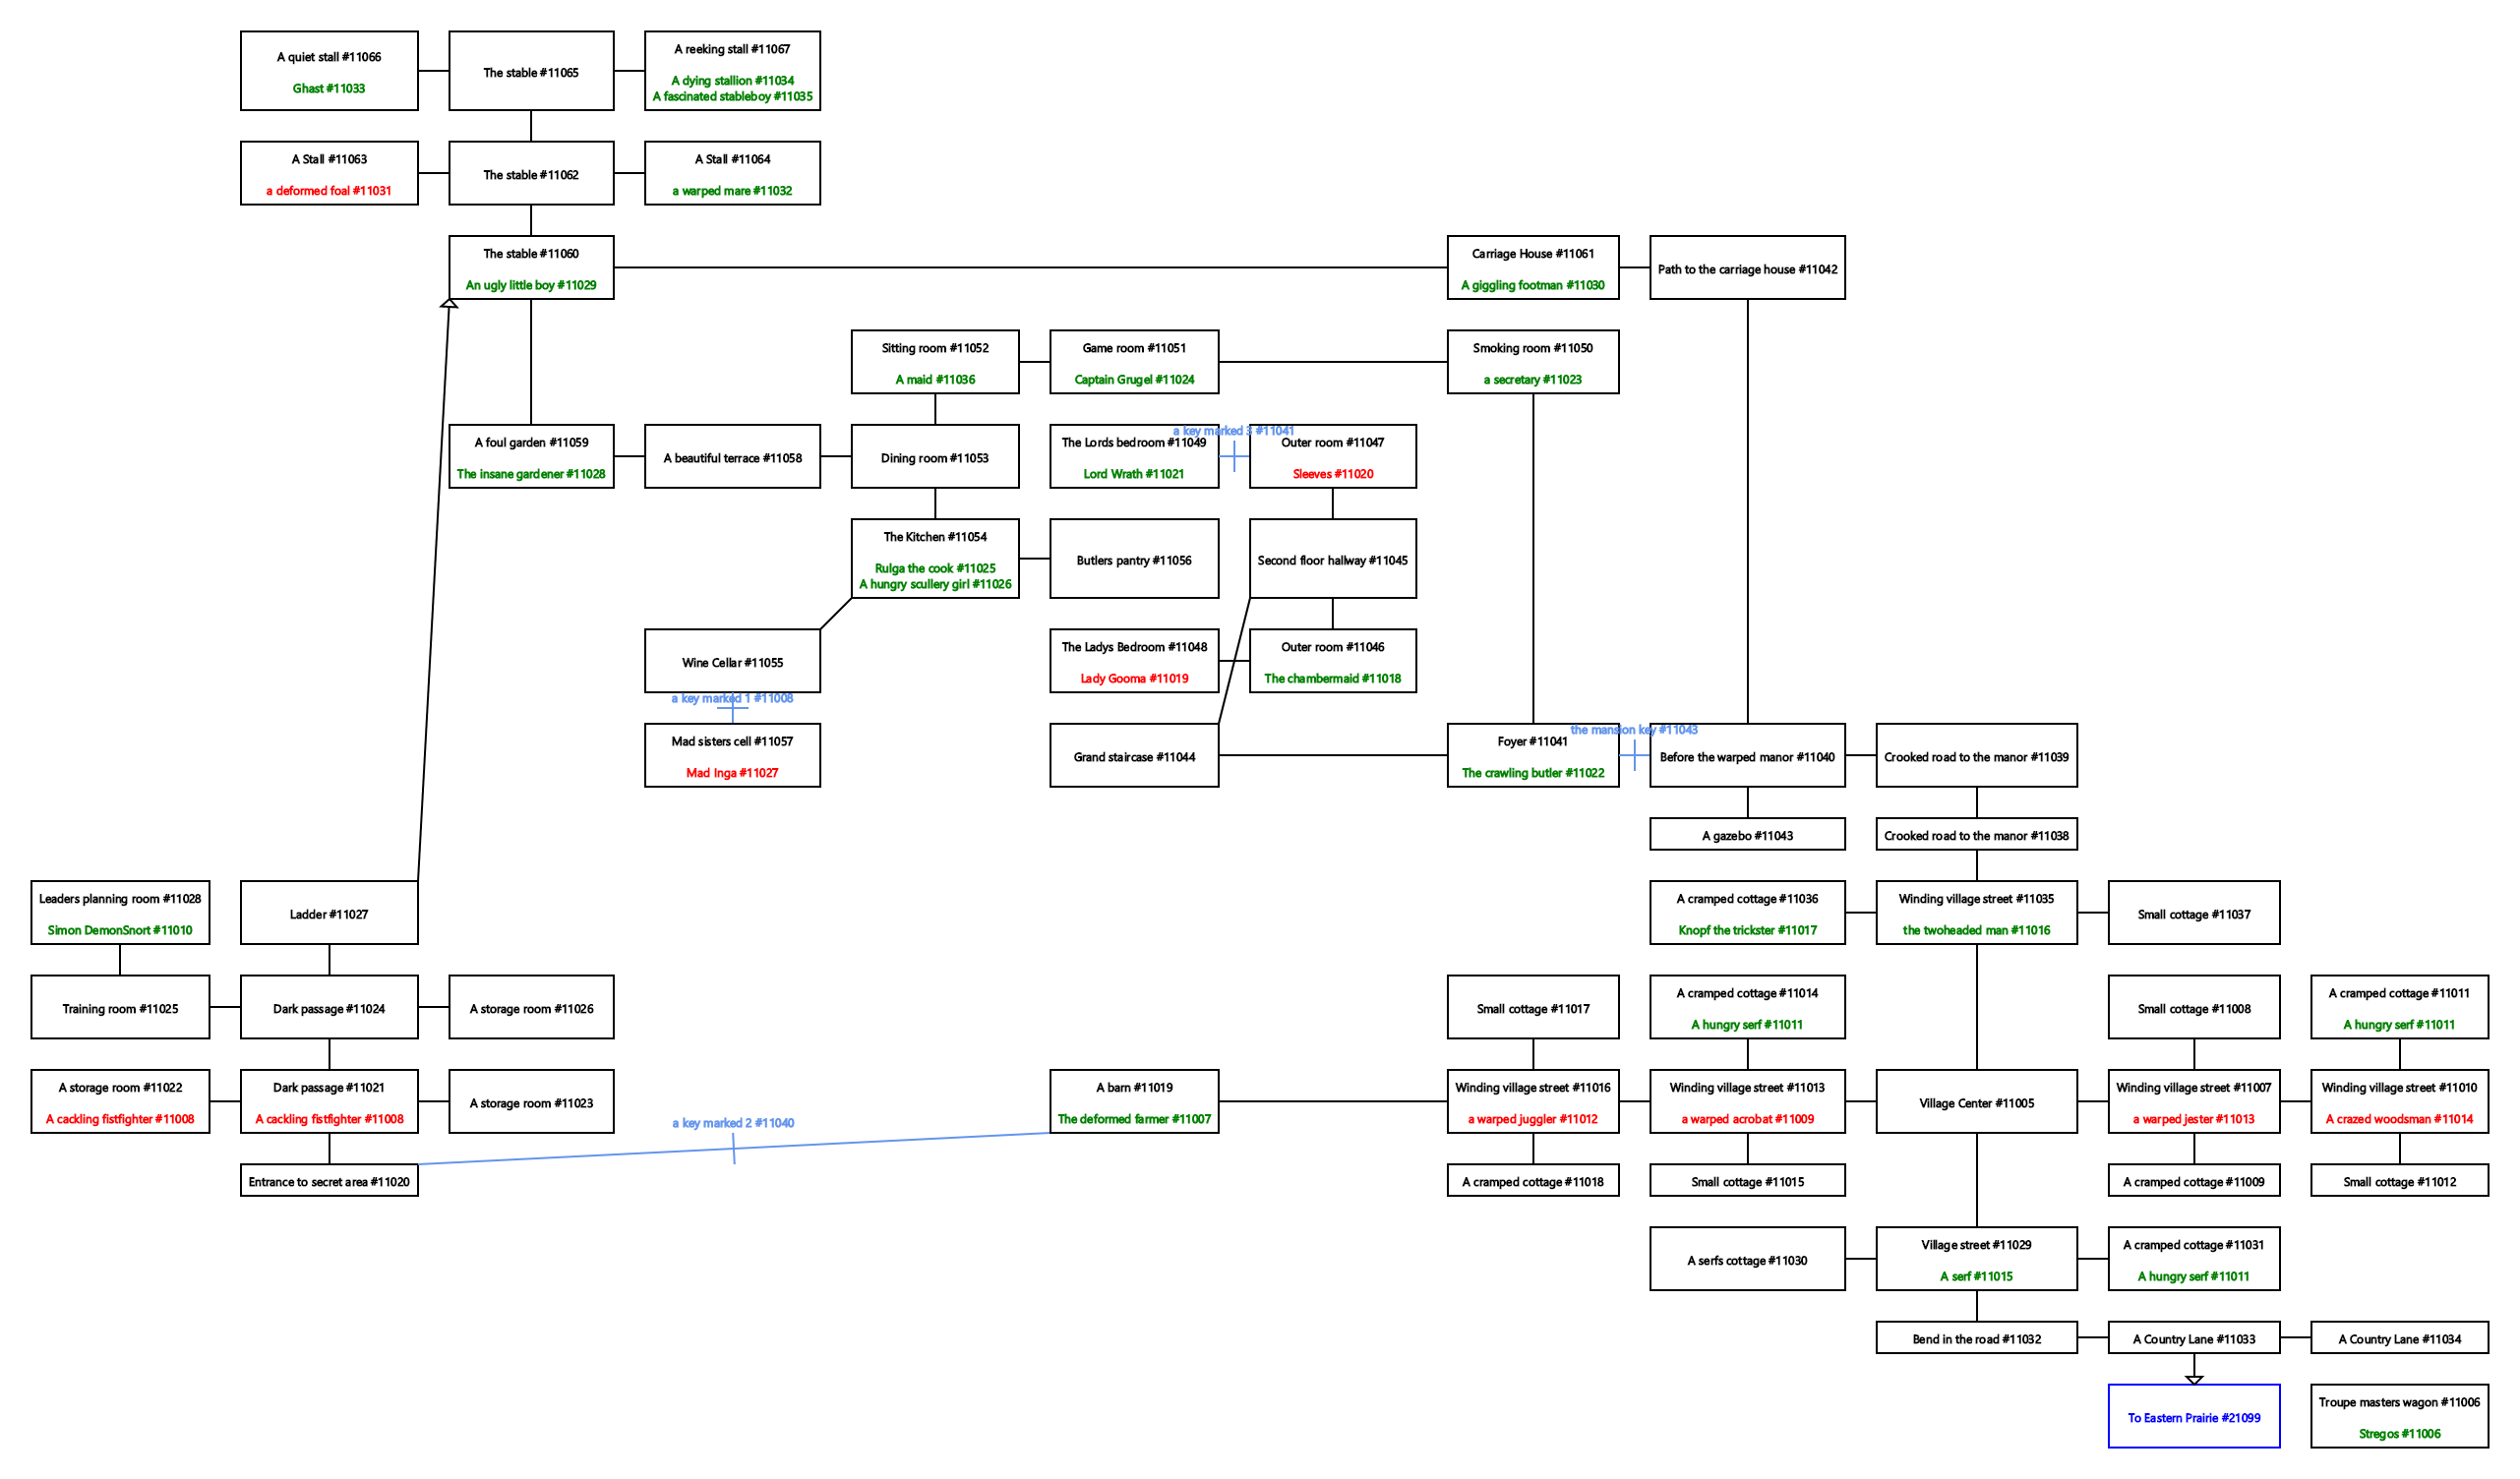 A quiet stall #11066
Ghast #11033
The stable #11065
A reeking stall #11067
A dying stallion #11034
A fascinated stableboy #11035
A Stall #11063
a deformed foal #11031
The stable #11062
A Stall #11064
a warped mare #11032
The stable #11060
An ugly little boy #11029
Carriage House #11061
A giggling footman #11030
Path to the carriage house #11042
Sitting room #11052
A maid #11036
Game room #11051
Captain Grugel #11024
Smoking room #11050
a secretary #11023
A foul garden #11059
The insane gardener #11028
A beautiful terrace #11058
Dining room #11053
The Lords bedroom #11049
Lord Wrath #11021
a key marked 3 #11041
Outer room #11047
Sleeves #11020
The Kitchen #11054
Rulga the cook #11025
A hungry scullery girl #11026
Butlers pantry #11056
Second floor hallway #11045
Wine Cellar #11055
The Ladys Bedroom #11048
Lady Gooma #11019
Outer room #11046
The chambermaid #11018
a key marked 1 #11008
Mad sisters cell #11057
Mad Inga #11027
Grand staircase #11044
Foyer #11041
The crawling butler #11022
the mansion key #11043
Before the warped manor #11040
Crooked road to the manor #11039
A gazebo #11043
Crooked road to the manor #11038
Leaders planning room #11028
Simon DemonSnort #11010
Ladder #11027
A cramped cottage #11036
Knopf the trickster #11017
Winding village street #11035
the twoheaded man #11016
Small cottage #11037
Training room #11025
Dark passage #11024
A storage room #11026
Small cottage #11017
A cramped cottage #11014
A hungry serf #11011
Small cottage #11008
A cramped cottage #11011
A hungry serf #11011
A storage room #11022
A cackling fistfighter #11008
Dark passage #11021
A cackling fistfighter #11008
A storage room #11023
a key marked 2 #11040
A barn #11019
The deformed farmer #11007
Winding village street #11016
a warped juggler #11012
Winding village street #11013
a warped acrobat #11009
Village Center #11005
Winding village street #11007
a warped jester #11013
Winding village street #11010
A crazed woodsman #11014
Entrance to secret area #11020
A cramped cottage #11018
Small cottage #11015
A cramped cottage #11009
Small cottage #11012
A serfs cottage #11030
Village street #11029
A serf #11015
A cramped cottage #11031
A hungry serf #11011
Bend in the road #11032
A Country Lane #11033
A Country Lane #11034
To Eastern Prairie #21099
Troupe masters wagon #11006
Stregos #11006